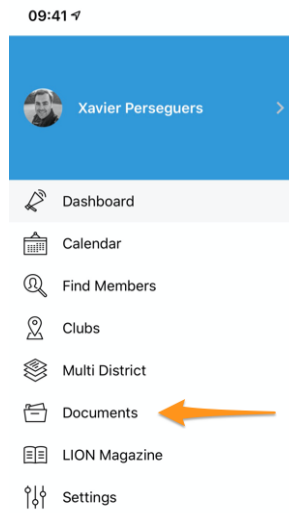 09:41
Xavier Perseguers
Dashboard
Calendar
Find Members
Clubs
Multi District
Documents
LION Magazine
Settings